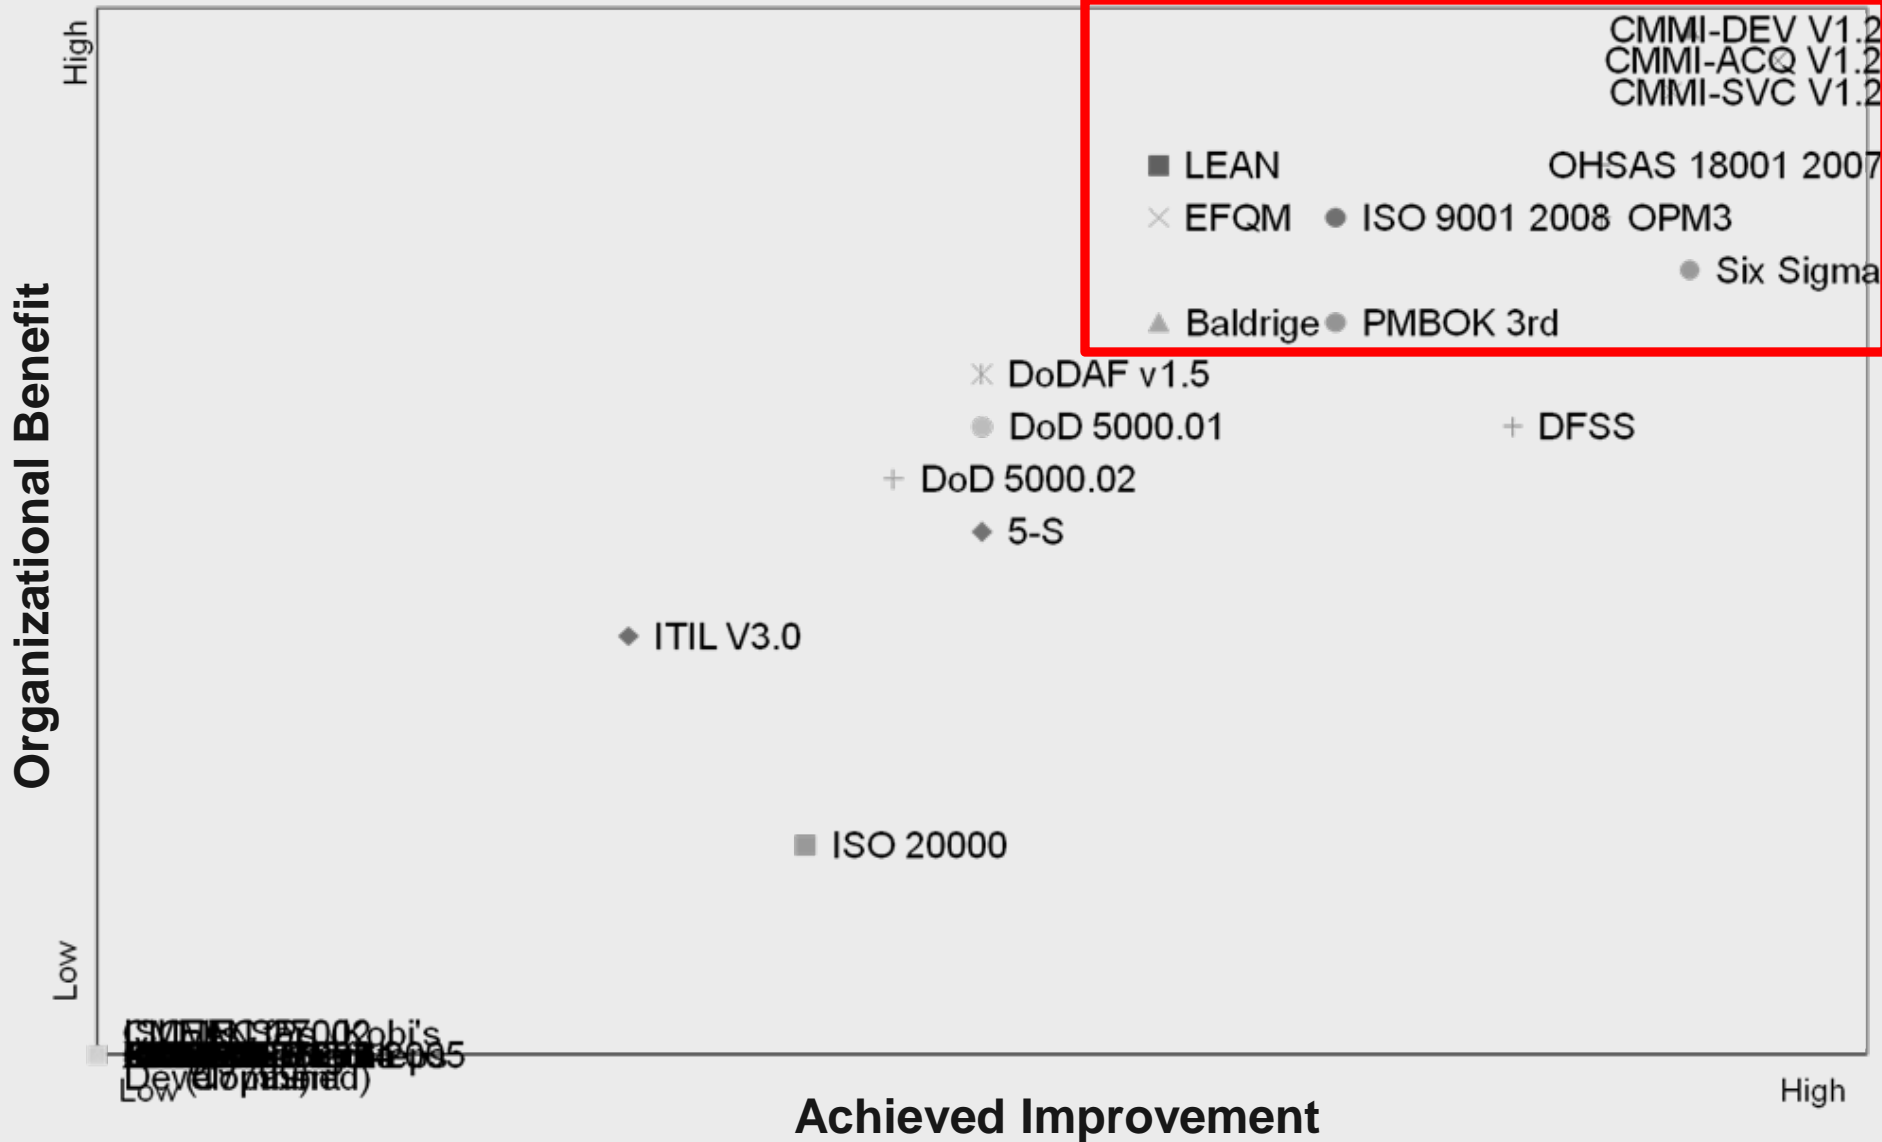 High
CMMI-DEV V1.2
CMMI-ACQ V1.2
CMMI-SVC V1.2
LEAN
OHSAS 18001 2007
EFQM
ISO 9001 2008
OPM3
Six Sigma
Baldrige
PMBOK 3rd
DoDAF v1.5
DoD 5000.01
DFSS
DoD 5000.02
5-S
ITIL V3.0
ISO 20000
Organizational Benefit
Low
Low
High
Achieved Improvement